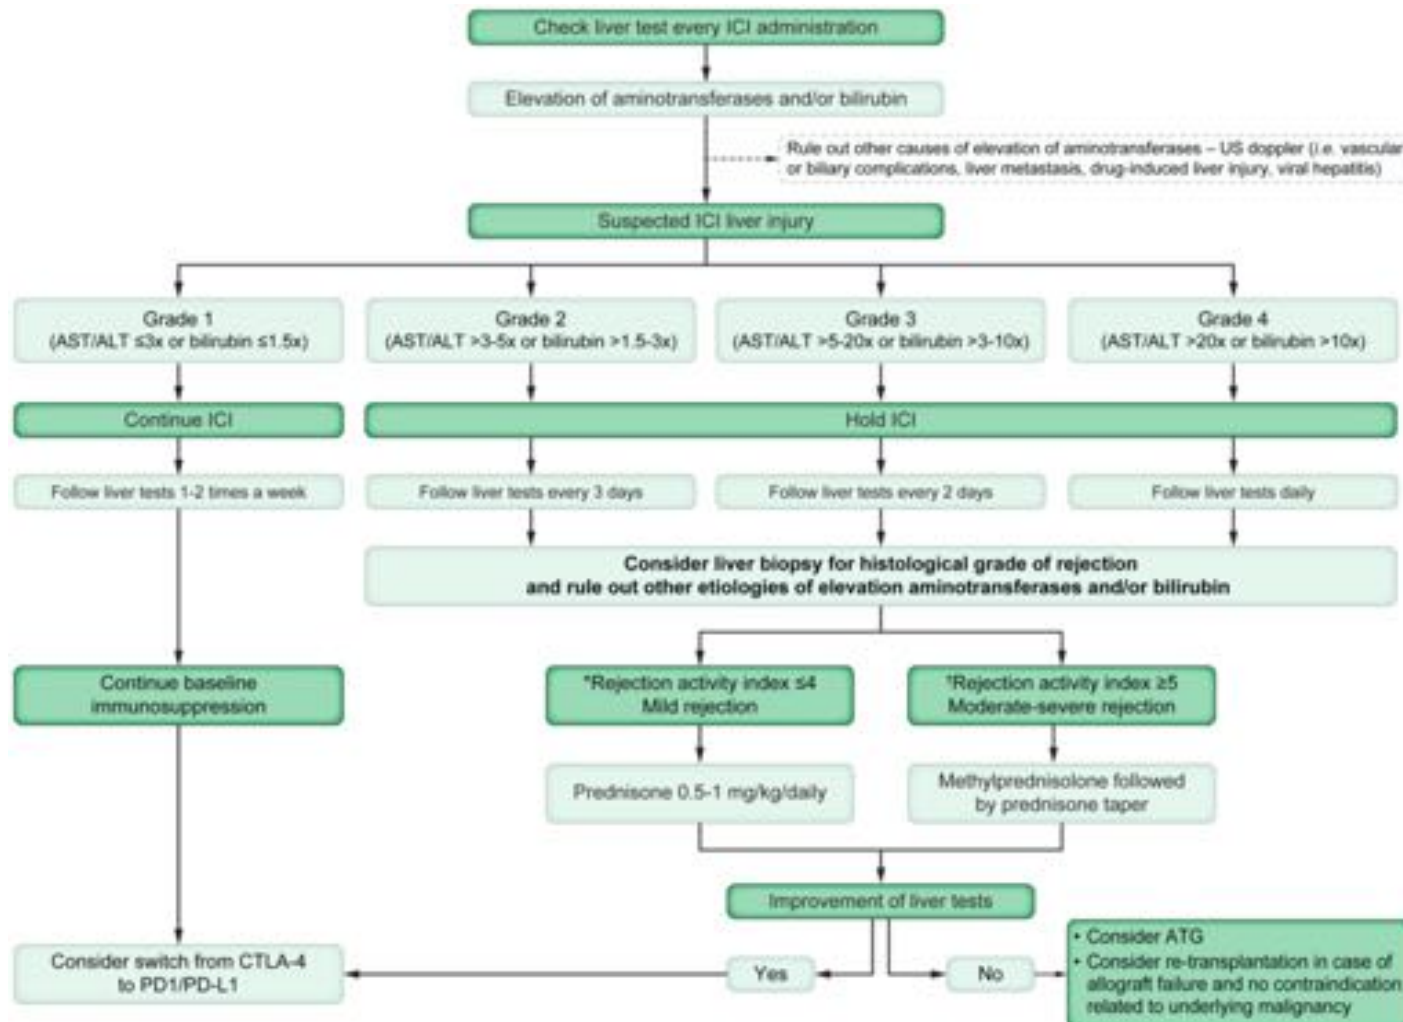 Check liver test every ICI administration
Elevation of aminotransferases and/or bilirubin
Rule out other causes of elevation of aminotransferases – US doppler (i.e. vascular
or biliary complications, liver metastasis, drug-induced liver injury, viral hepatitis)
Suspected ICI liver injury
Grade 1
(AST/ALT ≤3x or bilirubin ≤1.5x)
Grade 2
(AST/ALT >3-5x or bilirubin >1.5-3x)
Grade 3
(AST/ALT >5-20x or bilirubin >3-10x)
Grade 4
(AST/ALT >20x or bilirubin >10x)
Continue ICI
Hold ICI
Follow liver tests 1-2 times a week
Follow liver tests every 3 days
Follow liver tests every 2 days
Follow liver tests daily
Consider liver biopsy for histological grade of rejection
and rule out other etiologies of elevation aminotransferases and/or bilirubin
Continue baseline
immunosuppression
*Rejection activity index ≤4
Mild rejection
†Rejection activity index ≥5
Moderate-severe rejection
Prednisone 0.5-1 mg/kg/daily
Methylprednisolone followed
by prednisone taper
Improvement of liver tests
Consider switch from CTLA-4
to PD1/PD-L1
Yes
No
• Consider ATG
• Consider re-transplantation in case of
allograft failure and no contraindication
related to underlying malignancy